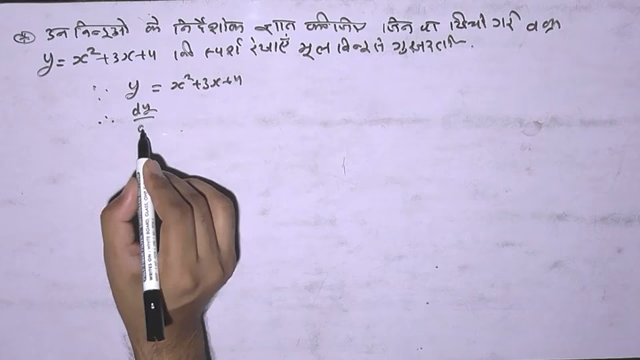 उन बिन्दुओ के निर्देशांक ज्ञात कीजिए जिन पर दियी गई वक्र
y = x²+3x+4 की स्पर्श रेखाएँ मूल बिन्दु से गुजरती
∵ y = x²+3x+4
∴ dy